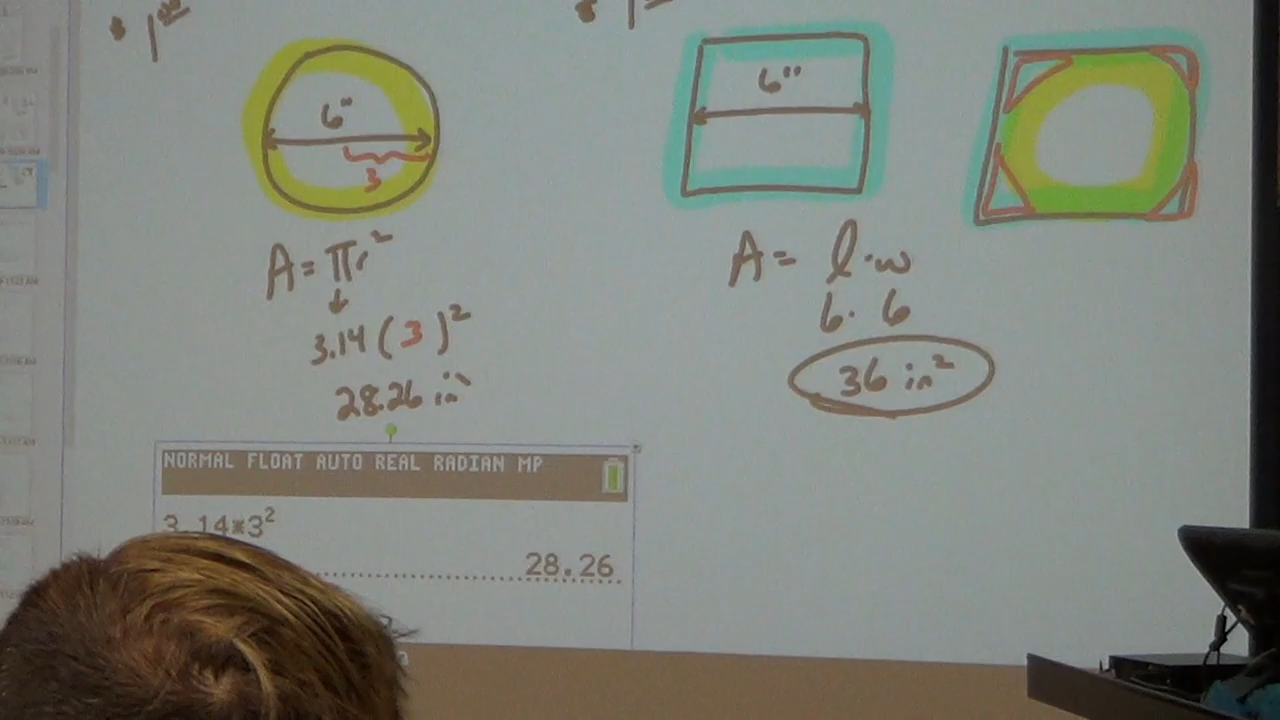 6"
3
A = πr²
3.14 (3)²
28.26 in²
6"
A = l·w
6 · 6
36 in²
NORMAL FLOAT AUTO REAL RADIAN MP
3.14*3²
28.26